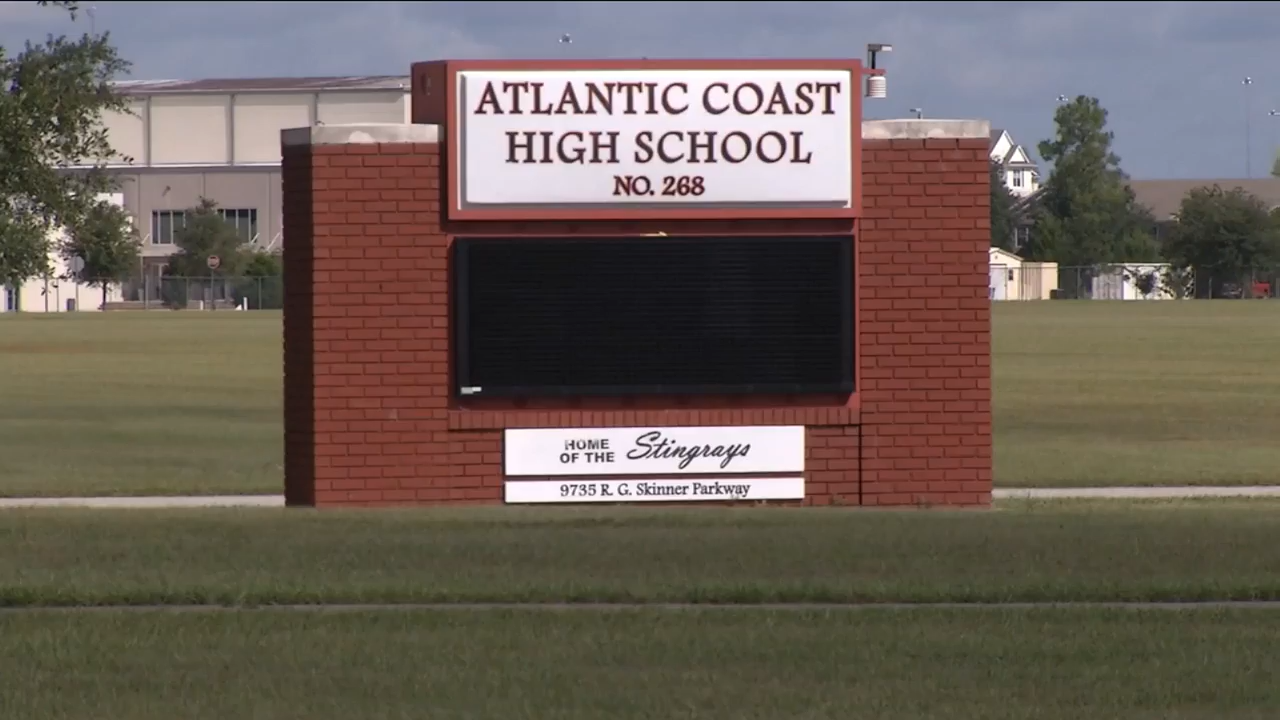 ATLANTIC COAST
HIGH SCHOOL
NO. 268
HOME
OF THE
Stingrays
9735 R. G. Skinner Parkway